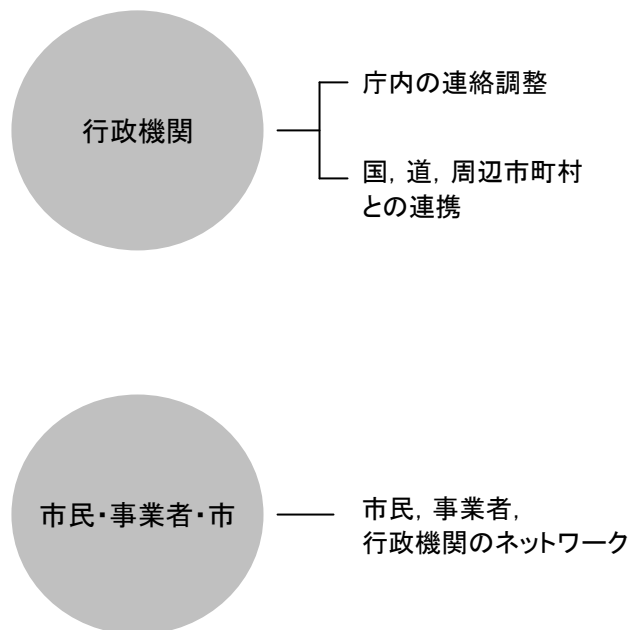 行政機関
庁内の連絡調整
国, 道, 周辺市町村
との連携
市民・事業者・市
市民, 事業者,
行政機関のネットワーク